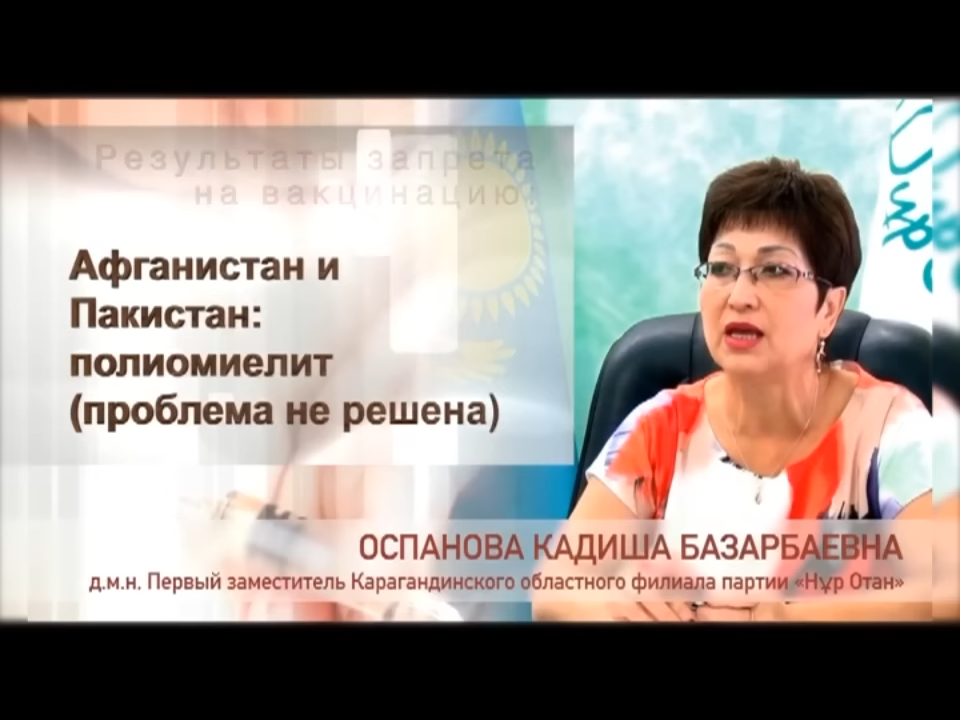 Результаты запрета
на вакцинацию:
Афганистан и
Пакистан:
полиомиелит
(проблема не решена)
ОСПАНОВА КАДИША БАЗАРБАЕВНА
д.м.н. Первый заместитель Карагандинского областного филиала партии «Нұр Отан»